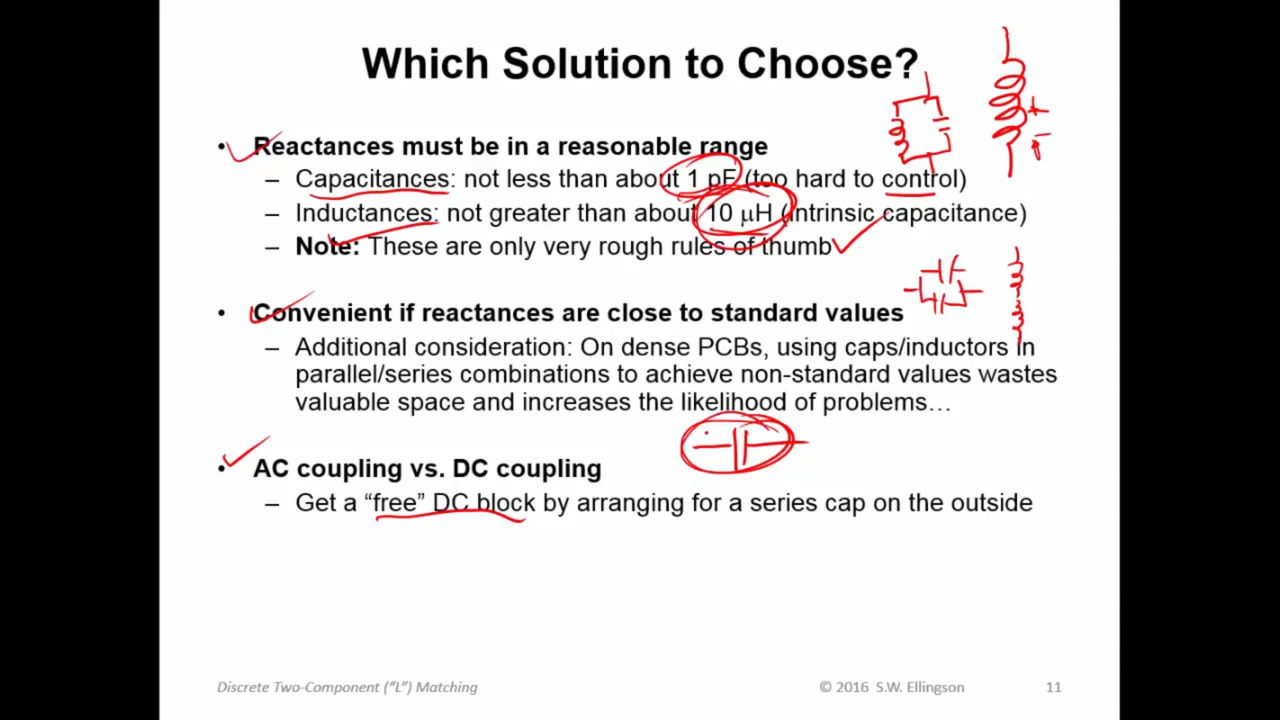 Which Solution to Choose?
• Reactances must be in a reasonable range
– Capacitances: not less than about 1 pF (too hard to control)
– Inductances: not greater than about 10 μH (intrinsic capacitance)
– Note: These are only very rough rules of thumb
• Convenient if reactances are close to standard values
– Additional consideration: On dense PCBs, using caps/inductors in
parallel/series combinations to achieve non-standard values wastes
valuable space and increases the likelihood of problems…
• AC coupling vs. DC coupling
– Get a “free” DC block by arranging for a series cap on the outside
Discrete Two-Component (“L”) Matching © 2016 S.W. Ellingson 11